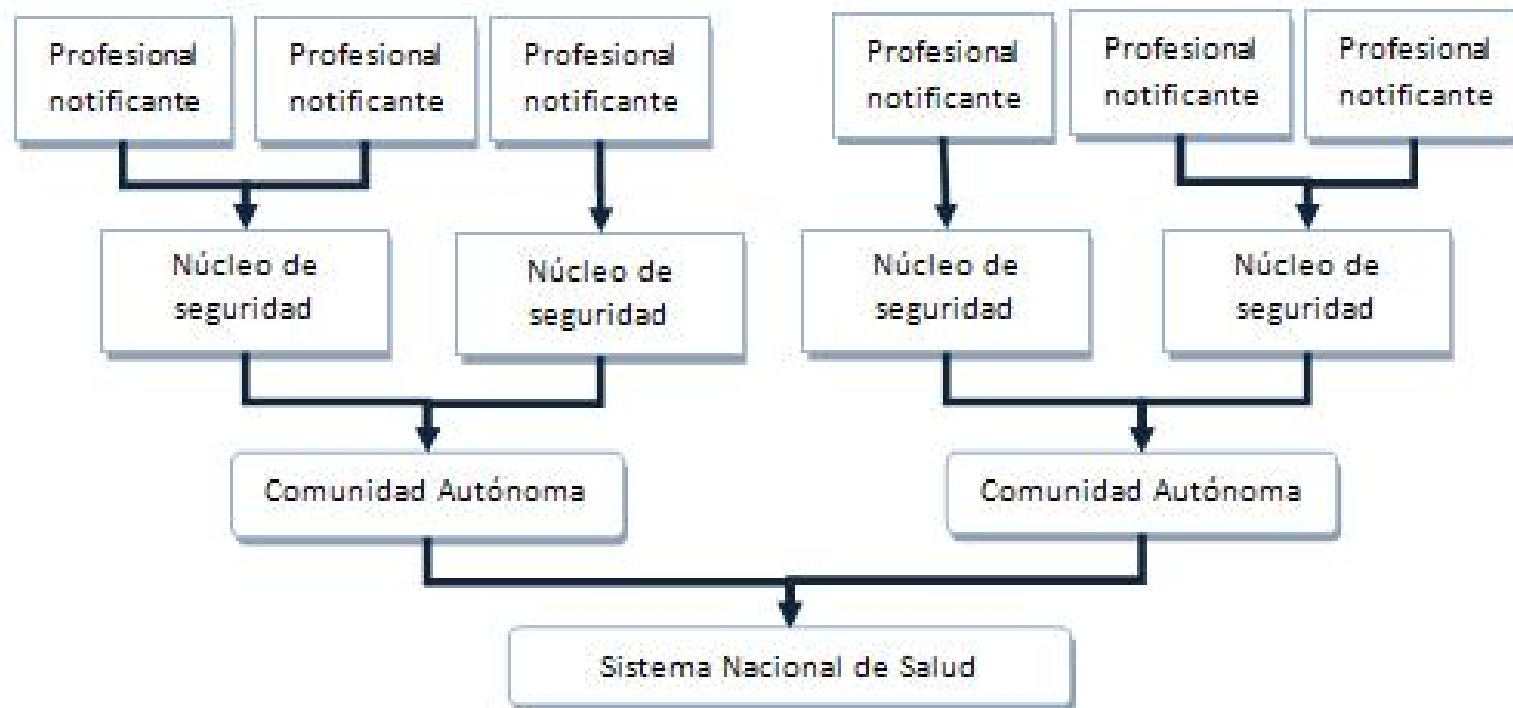 Profesional
notificante
Profesional
notificante
Profesional
notificante
Profesional
notificante
Profesional
notificante
Profesional
notificante
Núcleo de
seguridad
Núcleo de
seguridad
Núcleo de
seguridad
Núcleo de
seguridad
Comunidad Autónoma
Comunidad Autónoma
Sistema Nacional de Salud